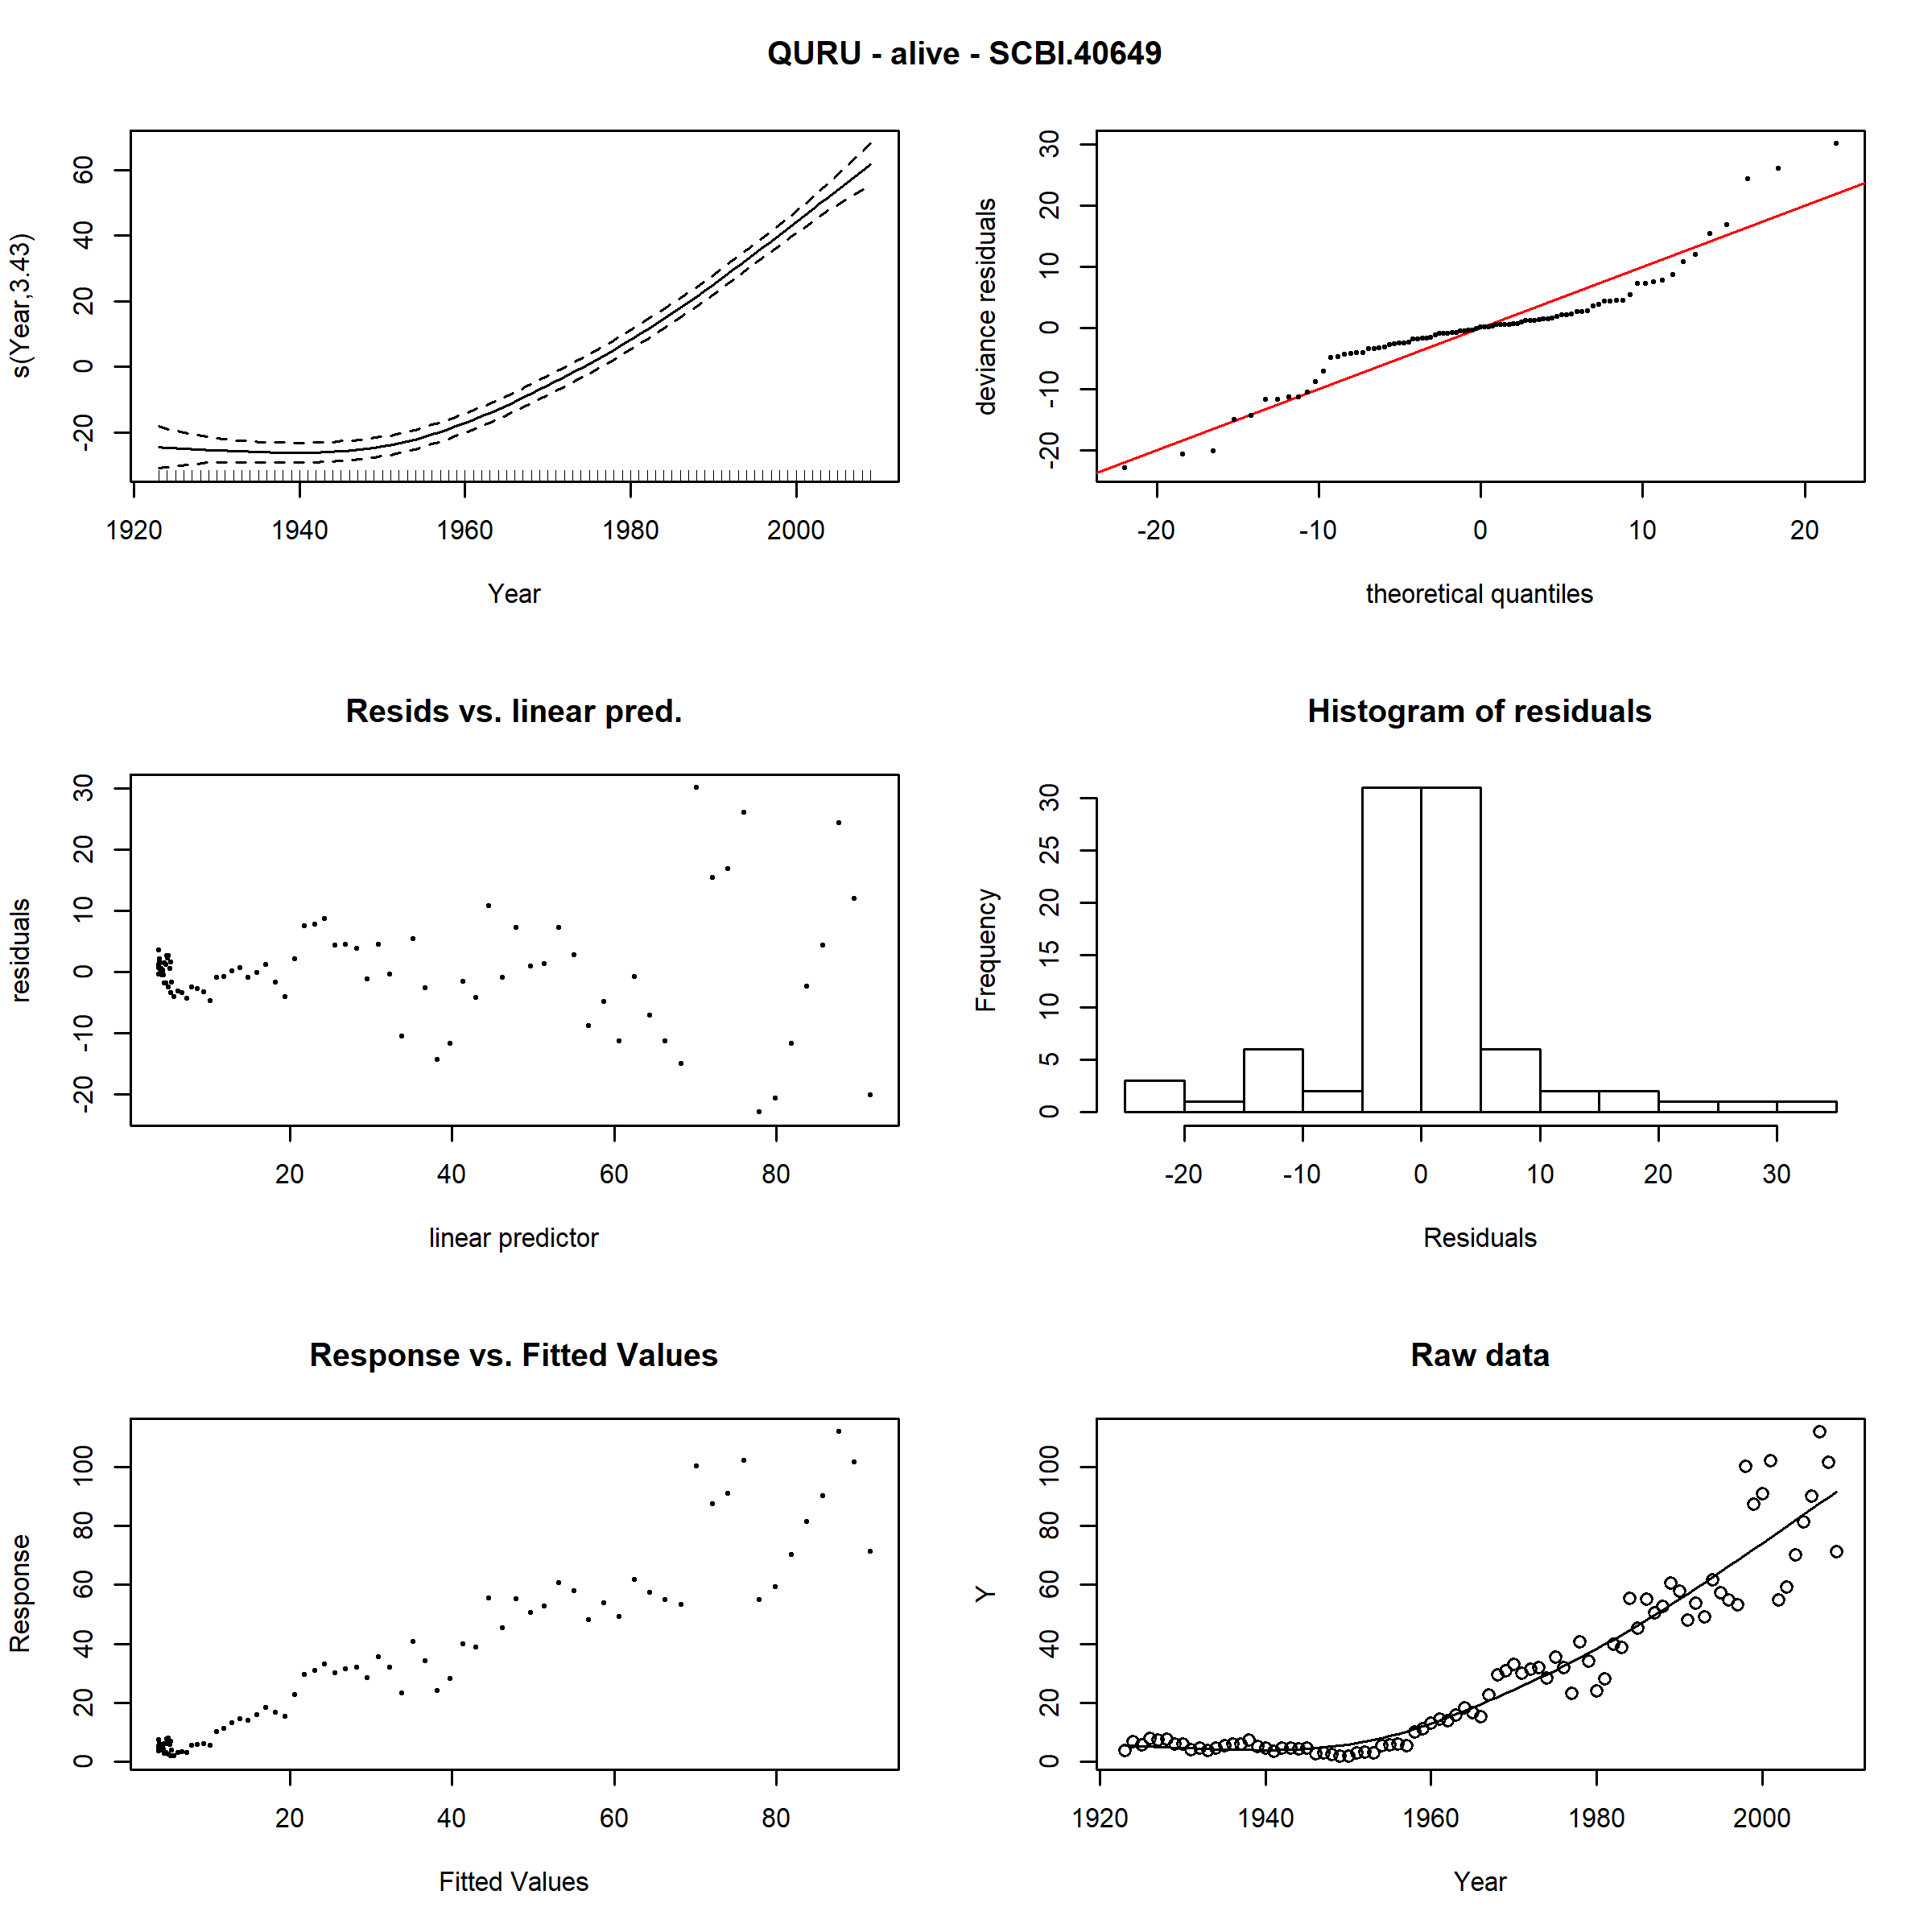 QURU - alive - SCBI.40649
s(Year,3.43)
60
40
20
0
-20
1920 1940 1960 1980 2000
Year
deviance residuals
30
20
10
0
-10
-20
-20 -10 0 10 20
theoretical quantiles
Resids vs. linear pred.
residuals
30
20
10
0
-10
-20
20 40 60 80
linear predictor
Histogram of residuals
Frequency
30
25
20
15
10
5
0
-20 -10 0 10 20 30
Residuals
Response vs. Fitted Values
Response
100
80
60
40
20
0
20 40 60 80
Fitted Values
Raw data
Y
100
80
60
40
20
0
1920 1940 1960 1980 2000
Year